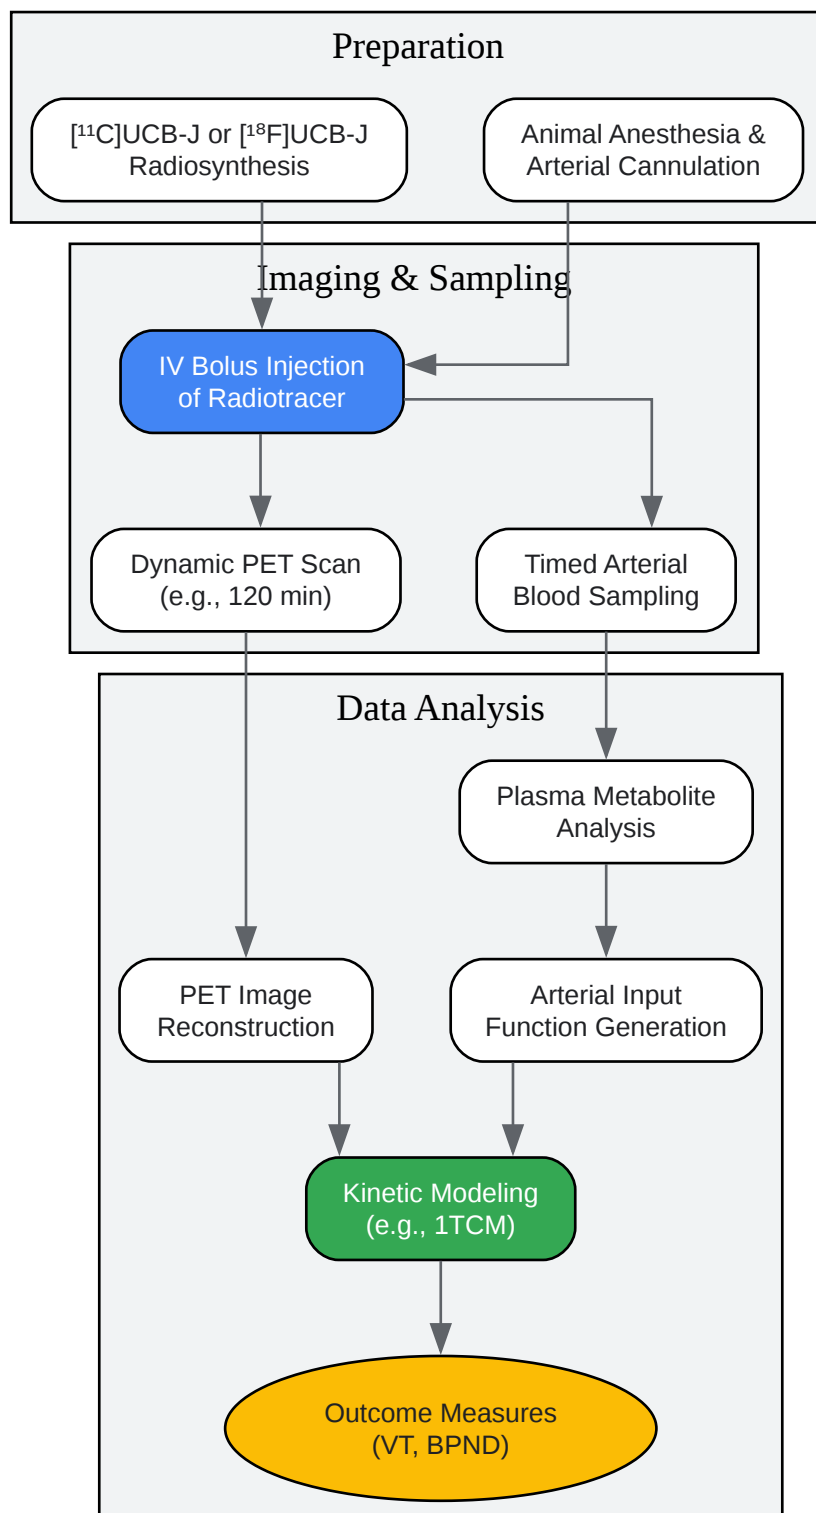 Preparation
[¹¹C]UCB-J or [¹⁸F]UCB-J
Radiosynthesis
Animal Anesthesia &
Arterial Cannulation
Imaging & Sampling
IV Bolus Injection
of Radiotracer
Dynamic PET Scan
(e.g., 120 min)
Timed Arterial
Blood Sampling
Data Analysis
Plasma Metabolite
Analysis
PET Image
Reconstruction
Arterial Input
Function Generation
Kinetic Modeling
(e.g., 1TCM)
Outcome Measures
(VT, BPND)